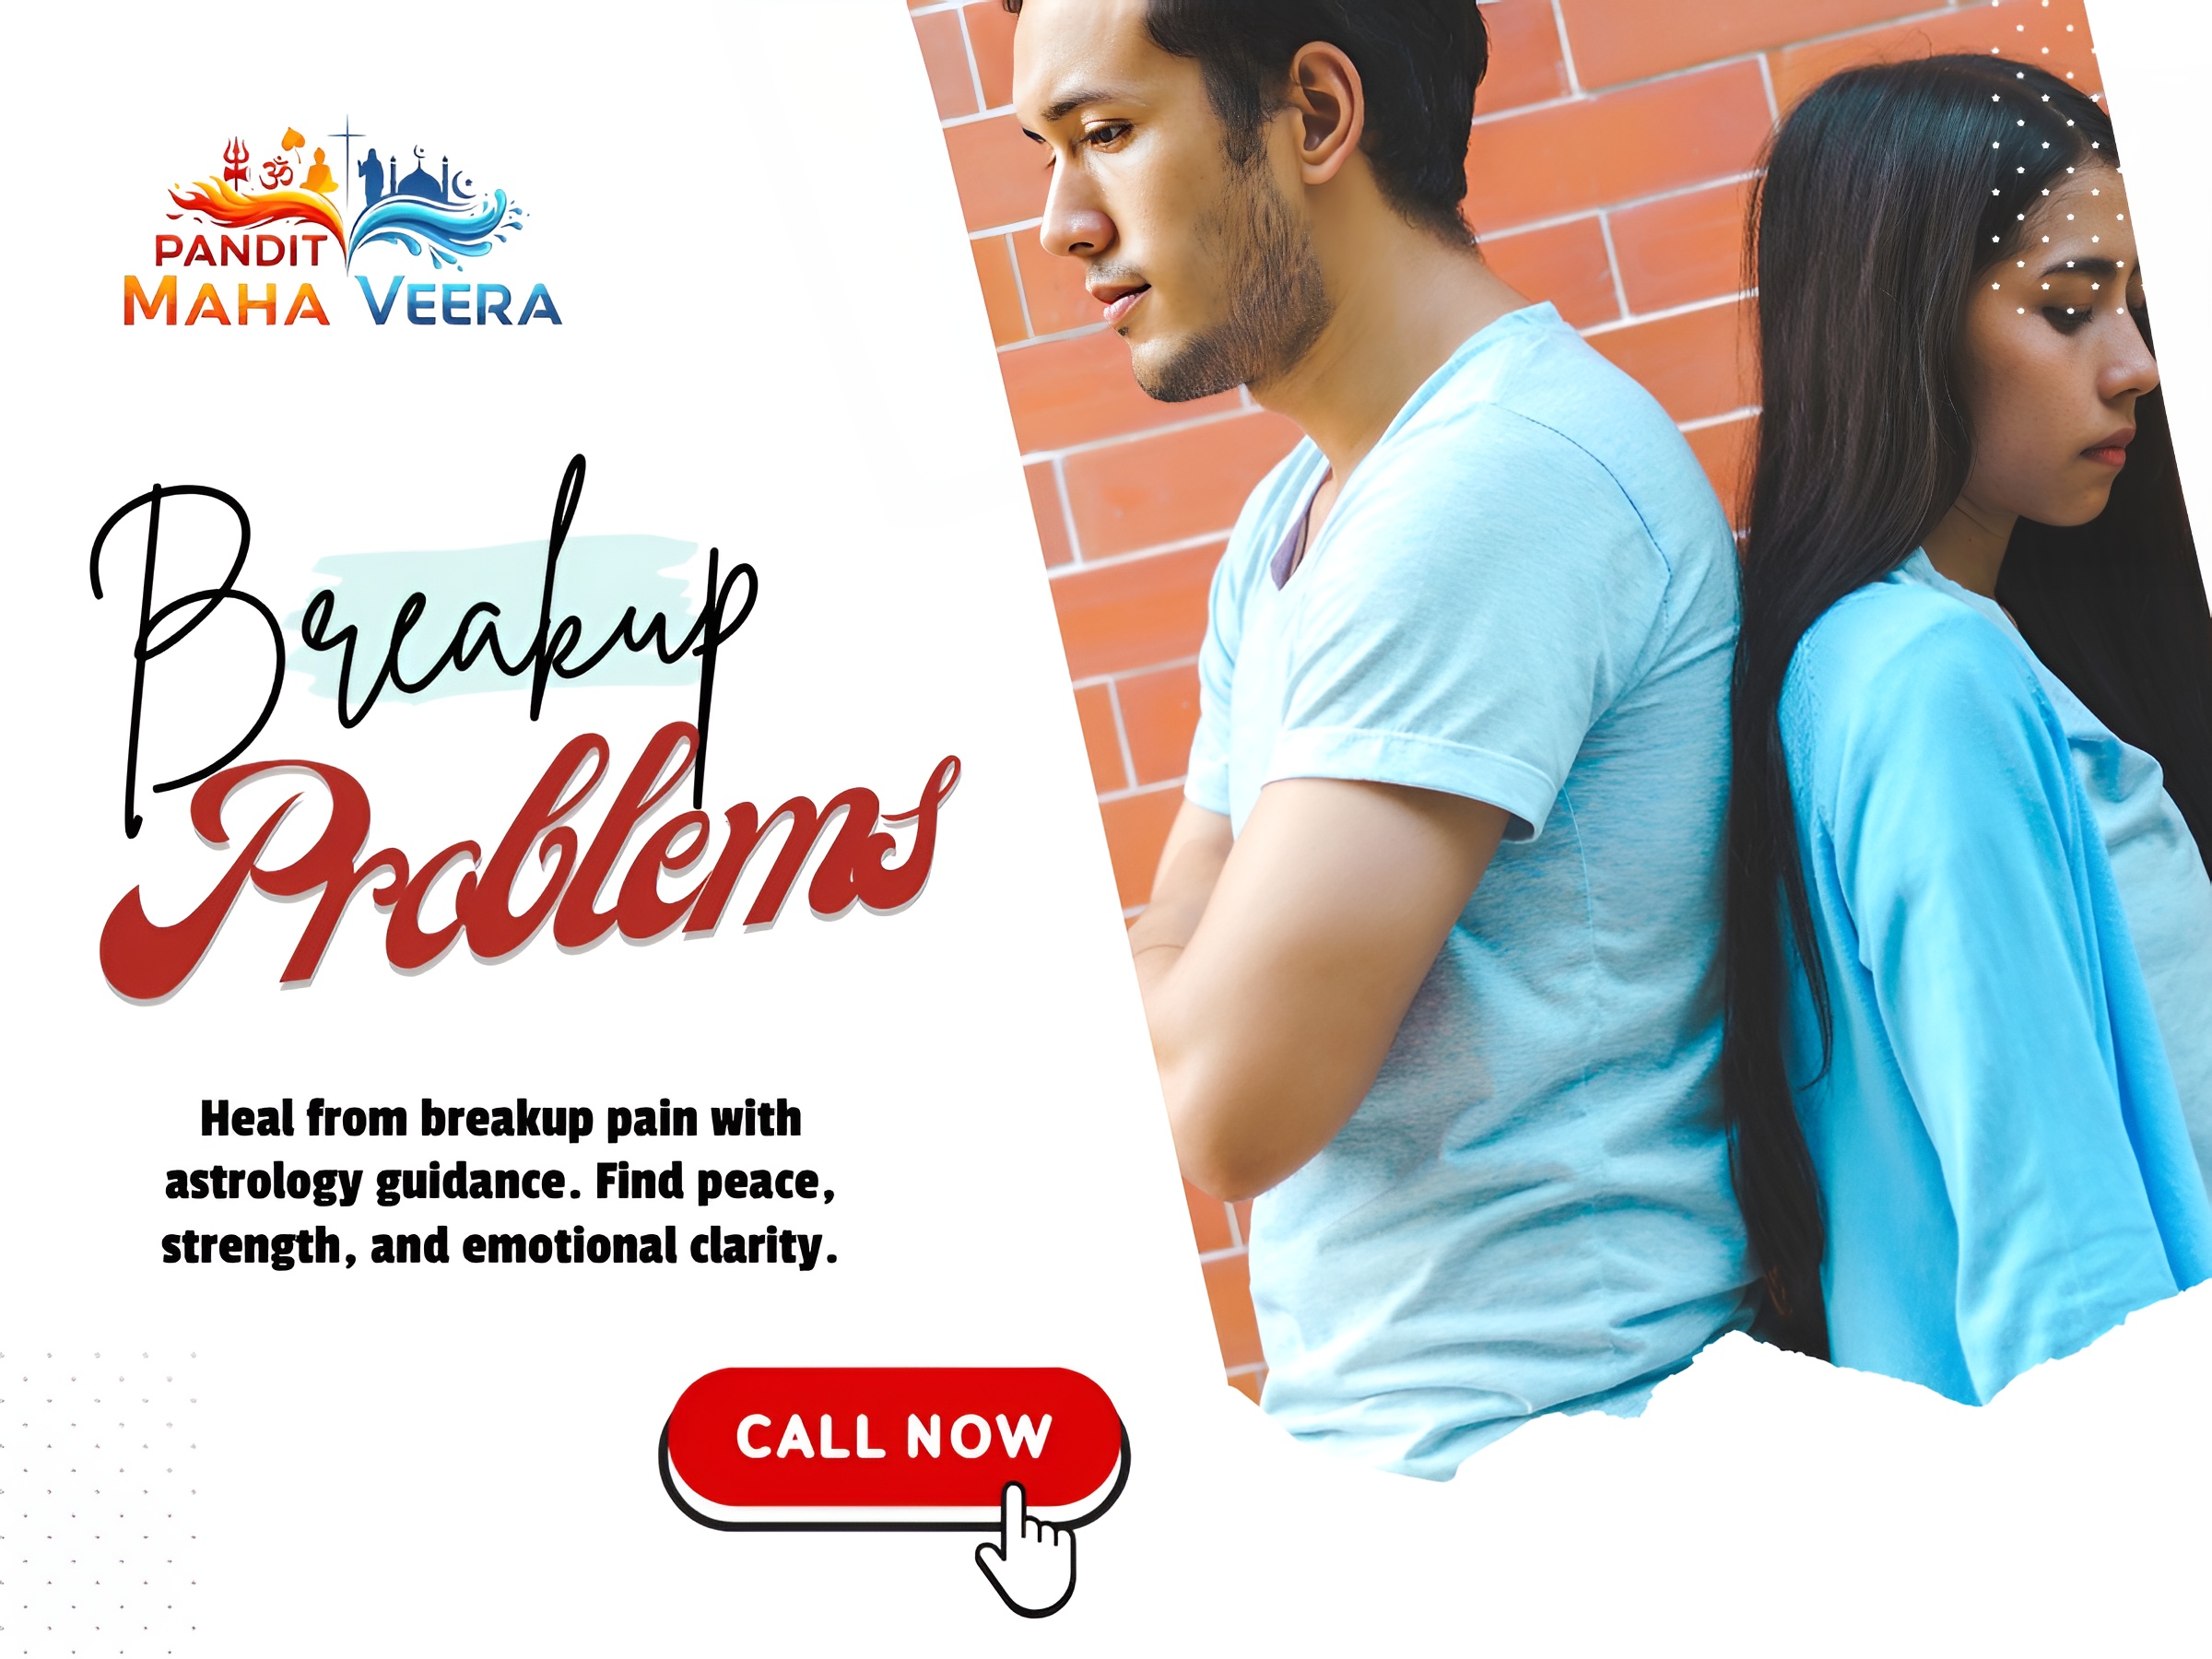 PANDIT
MAHA VEERA
Breakup
Problems
Heal from breakup pain with
astrology guidance. Find peace,
strength, and emotional clarity.
CALL NOW